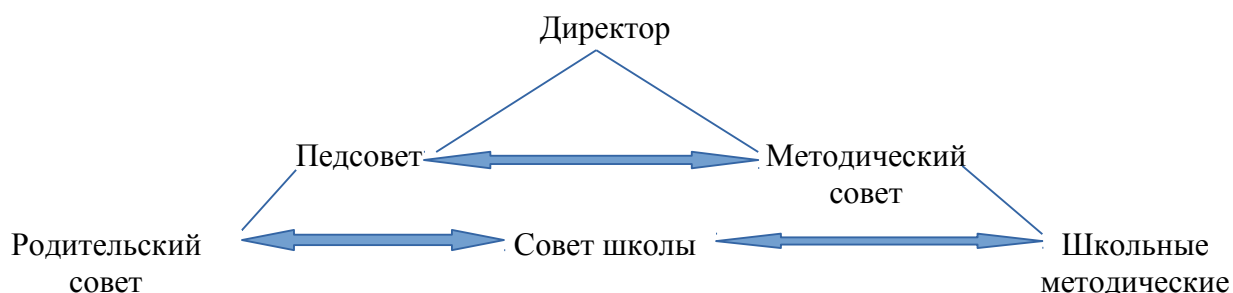 Директор
Педсовет
Методический
совет
Родительский
совет
Совет школы
Школьные
методические